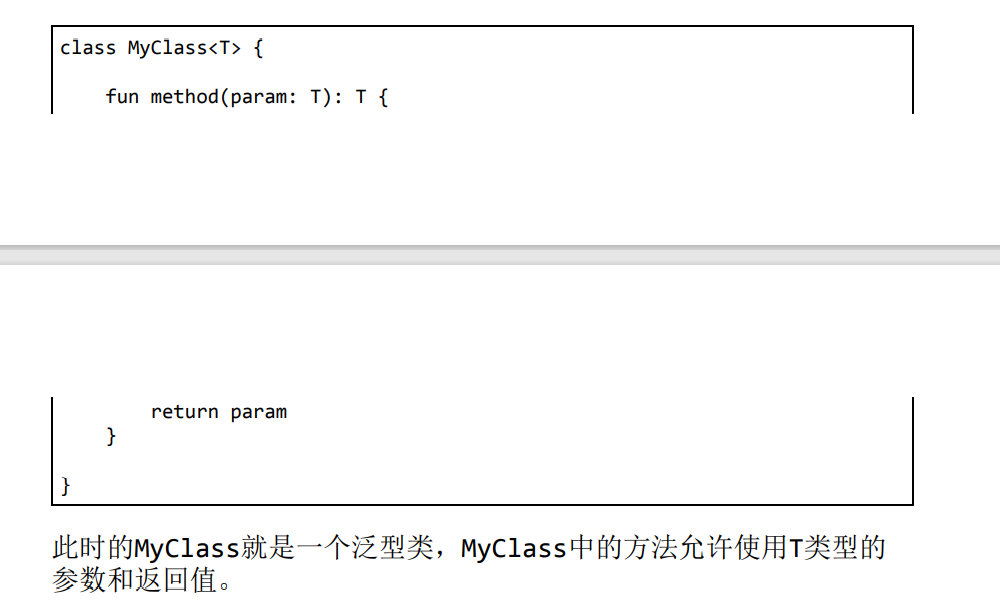 class MyClass<T> {
    fun method(param: T): T {
        return param
    }
}
此时的MyClass就是一个泛型类，MyClass中的方法允许使用T类型的
参数和返回值。